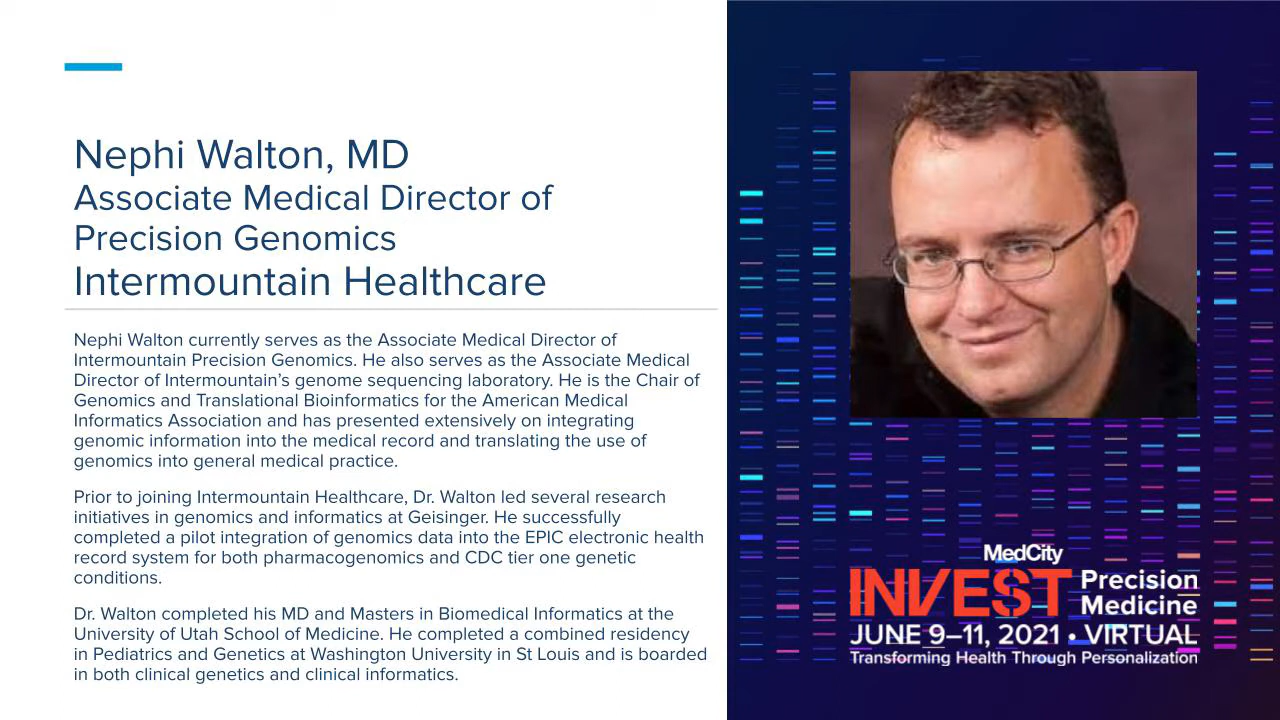 Nephi Walton, MD
Associate Medical Director of
Precision Genomics
Intermountain Healthcare
Nephi Walton currently serves as the Associate Medical Director of
Intermountain Precision Genomics. He also serves as the Associate Medical
Director of Intermountain's genome sequencing laboratory. He is the Chair of
Genomics and Translational Bioinformatics for the American Medical
Informatics Association and has presented extensively on integrating
genomic information into the medical record and translating the use of
genomics into general medical practice.
Prior to joining Intermountain Healthcare, Dr. Walton led several research
initiatives in genomics and informatics at Geisinger. He successfully
completed a pilot integration of genomics data into the EPIC electronic health
record system for both pharmacogenomics and CDC tier one genetic
conditions.
Dr. Walton completed his MD and Masters in Biomedical Informatics at the
University of Utah School of Medicine. He completed a combined residency
in Pediatrics and Genetics at Washington University in St Louis and is boarded
in both clinical genetics and clinical informatics.
MedCity
INVEST Precision
Medicine
JUNE 9–11, 2021 • VIRTUAL
Transforming Health Through Personalization